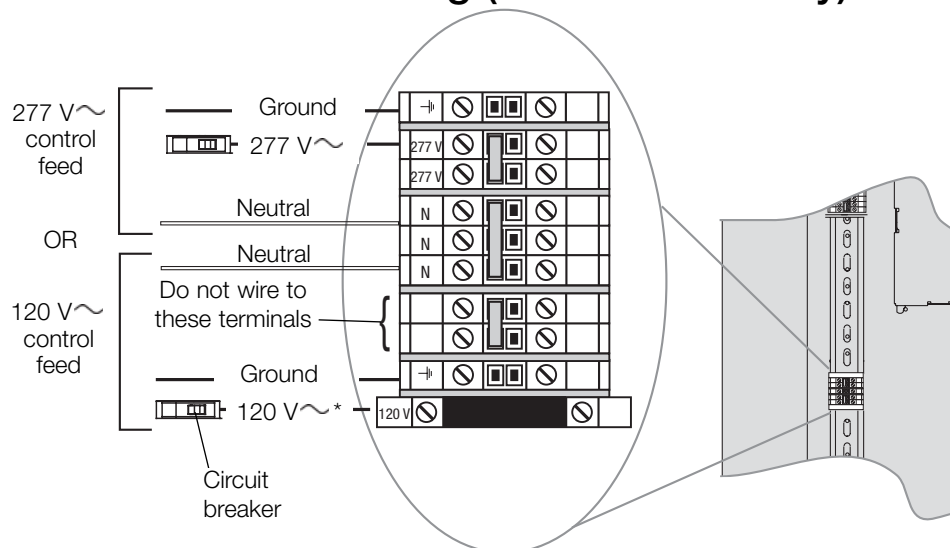 277 V~
control
feed
Ground
277 V~
Neutral
OR
Neutral
120 V~
control
feed
Do not wire to
these terminals
Ground
120 V~ *
Circuit
breaker
277 V
277 V
N
N
N
120 V